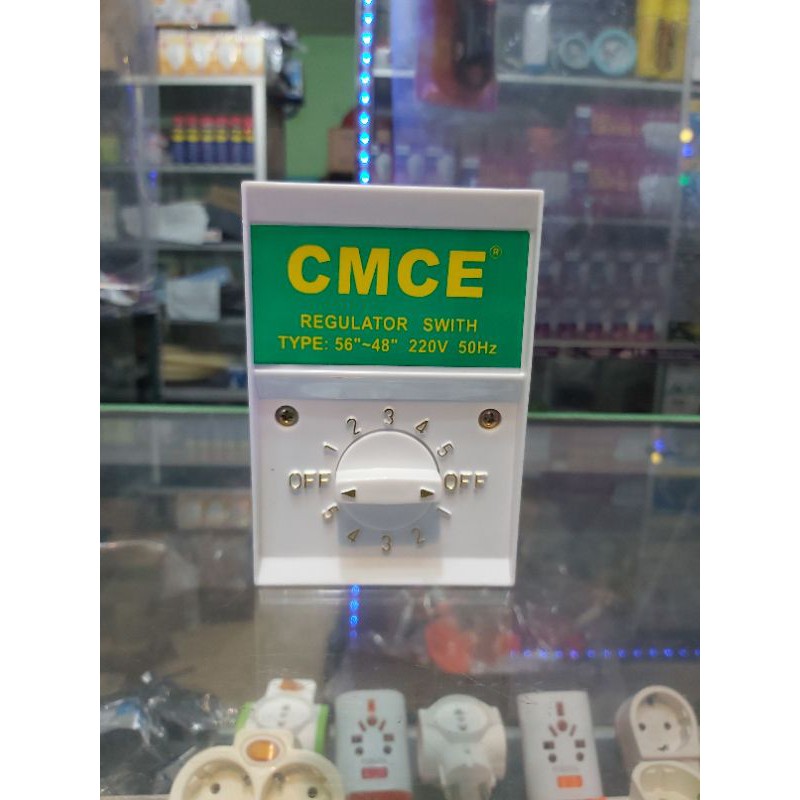 CMCE®
REGULATOR SWITH
TYPE: 56"~48" 220V 50Hz
1 2 3 4 5
OFF OFF
5 4 3 2 1